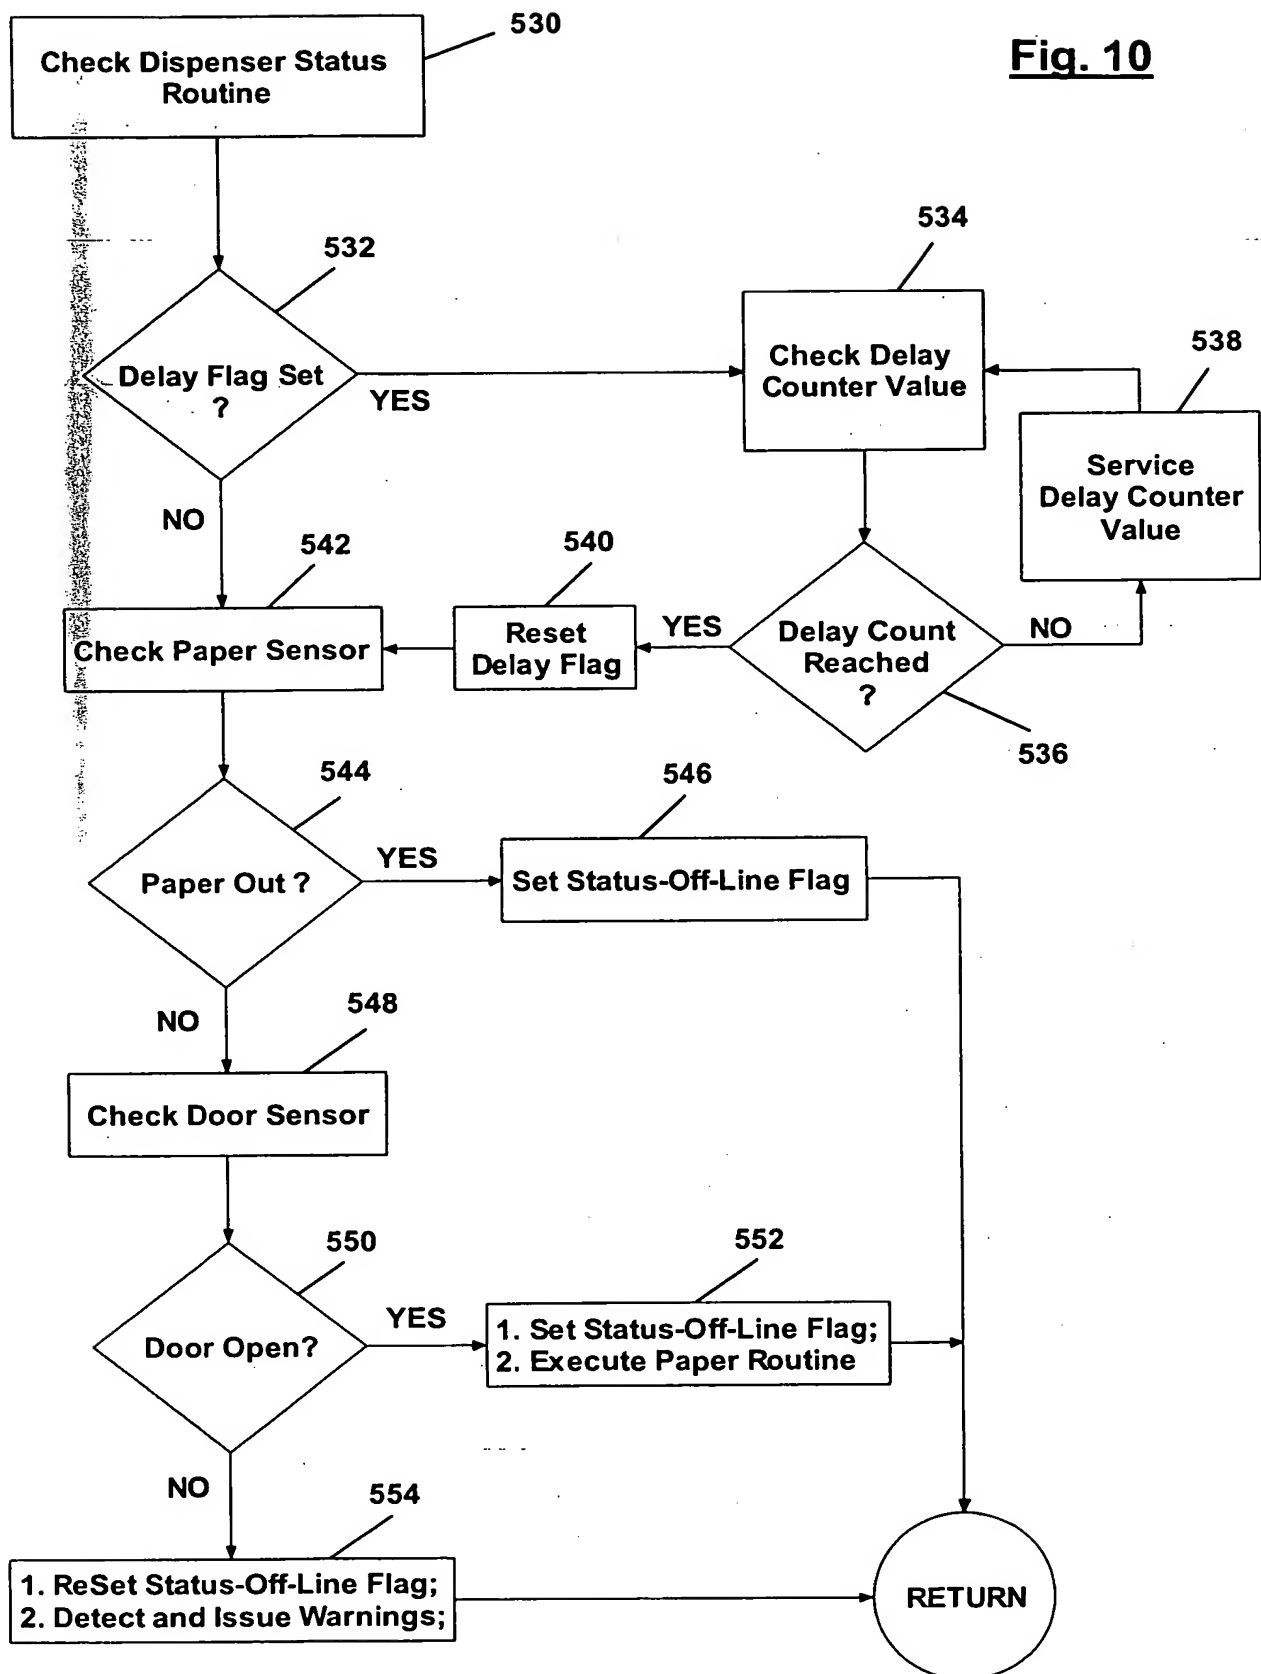 530
Fig. 10
Check Dispenser Status
Routine
532
534
Delay Flag Set
?
YES
Check Delay
Counter Value
538
Service
Delay Counter
Value
NO
542
540
Check Paper Sensor
Reset
Delay Flag
YES
Delay Count
Reached
?
NO
536
544
546
Paper Out ?
YES
Set Status-Off-Line Flag
NO
548
Check Door Sensor
550
552
Door Open?
YES
1. Set Status-Off-Line Flag;
2. Execute Paper Routine
NO
554
1. ReSet Status-Off-Line Flag;
2. Detect and Issue Warnings;
RETURN